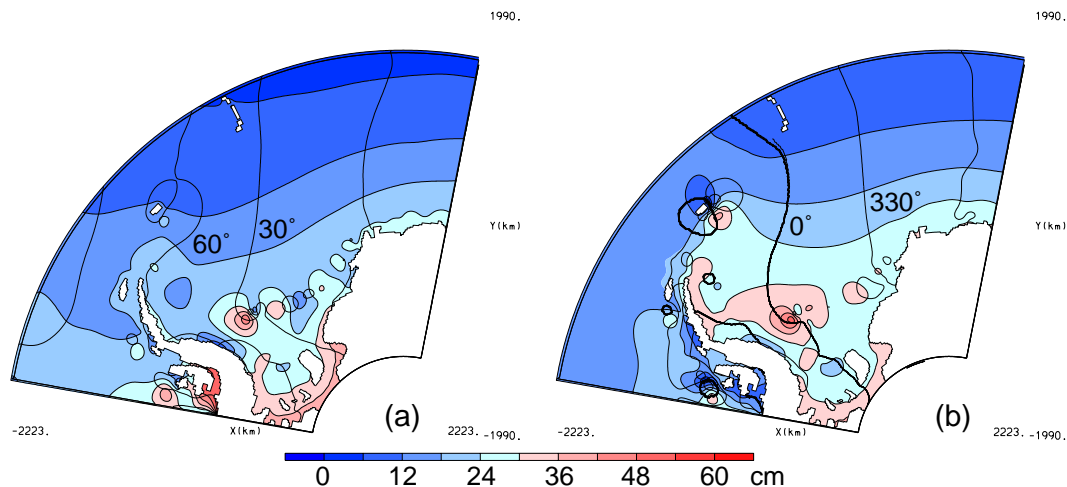 1990.
1990.
60°
30°
0°
330°
Y(km)
Y(km)
(a)
(b)
-2223.
X(km)
2223.
-1990.
X(km)
2223.
-1990.
0
12
24
36
48
60
cm